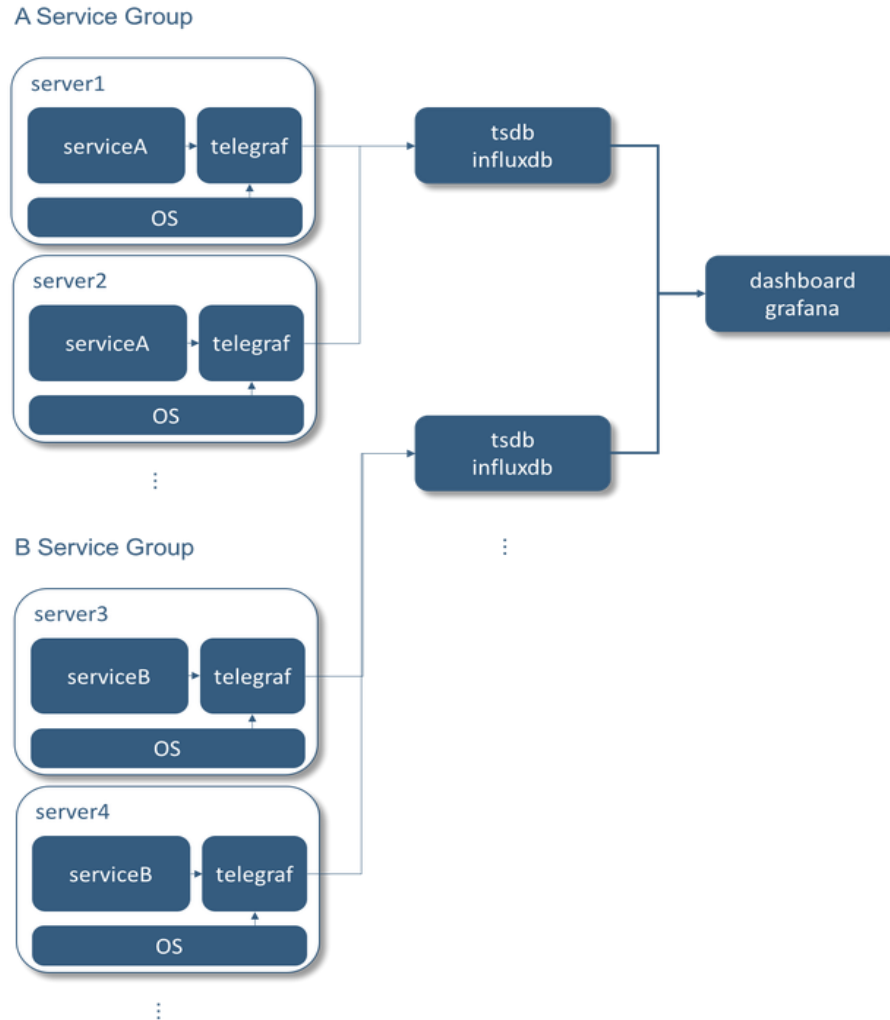 A Service Group
server1
serviceA
telegraf
OS
server2
serviceA
telegraf
OS
⋮
B Service Group
server3
serviceB
telegraf
OS
server4
serviceB
telegraf
OS
⋮
tsdb
influxdb
tsdb
influxdb
⋮
dashboard
grafana